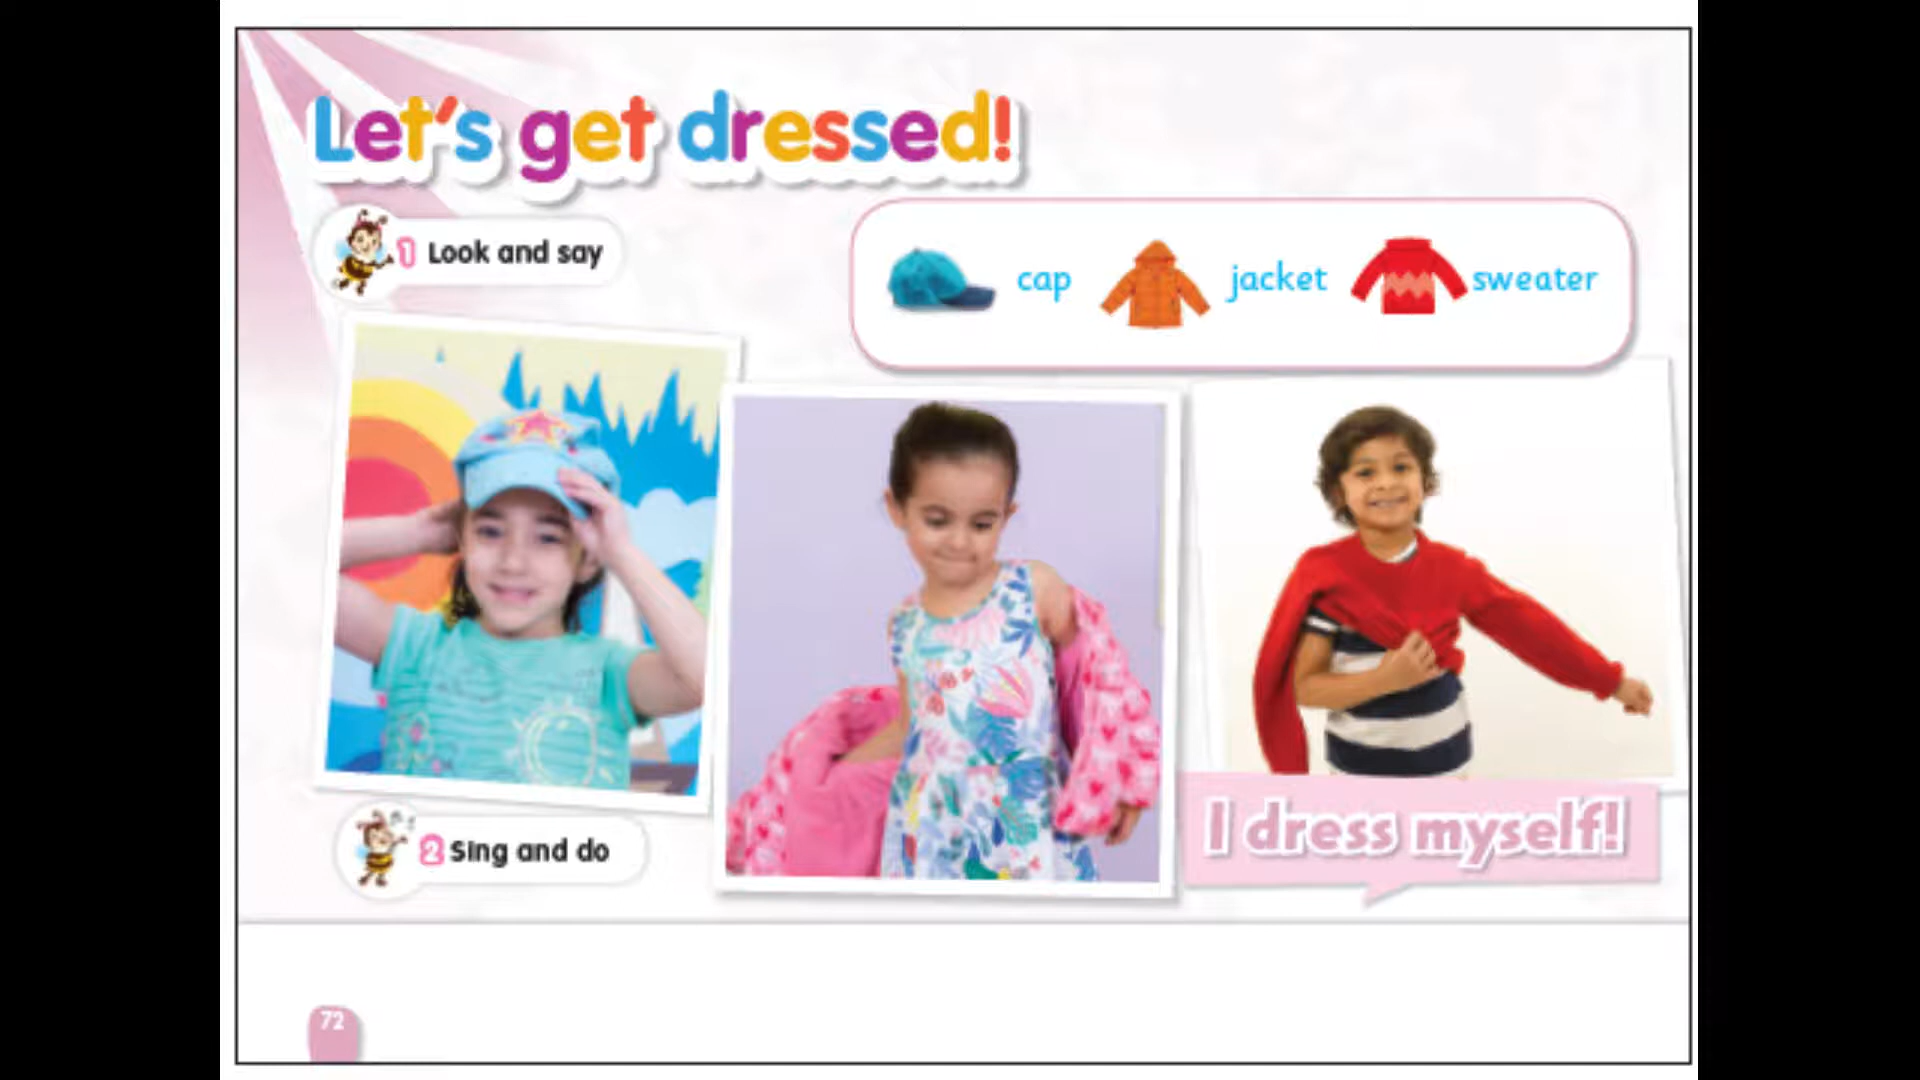 Let's get dressed!
1 Look and say
cap jacket sweater
2 Sing and do
I dress myself!
72